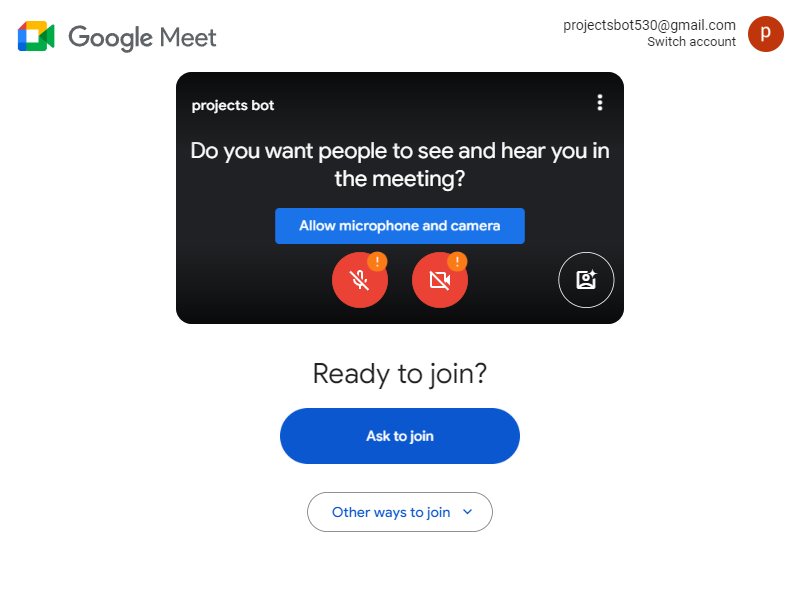 Google Meet
projectsbot530@gmail.com
Switch account
p
projects bot
Do you want people to see and hear you in
the meeting?
Allow microphone and camera
!
!
Ready to join?
Ask to join
Other ways to join